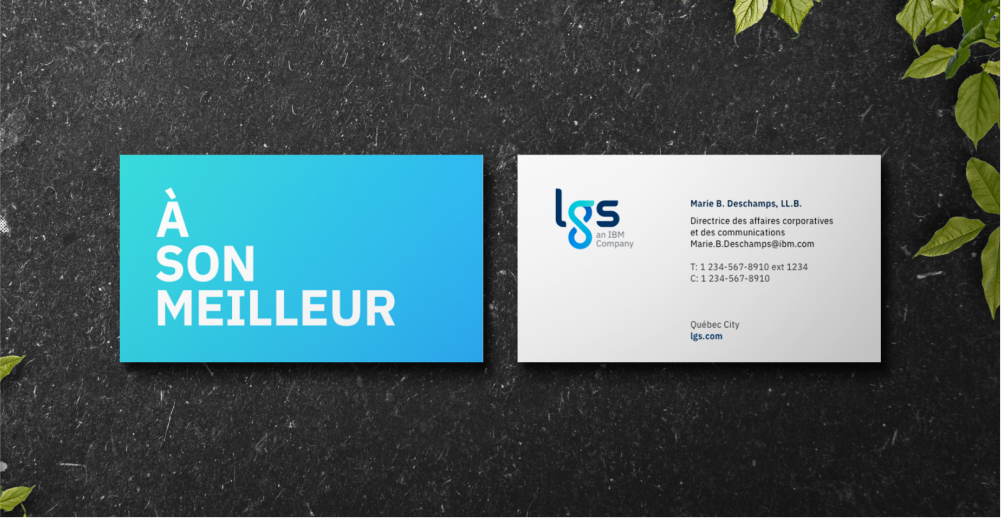 À
SON
MEILLEUR
lgs
an IBM
Company
Marie B. Deschamps, LL.B.
Directrice des affaires corporatives
et des communications
Marie.B.Deschamps@ibm.com
T: 1 234-567-8910 ext 1234
C: 1 234-567-8910
Québec City
lgs.com